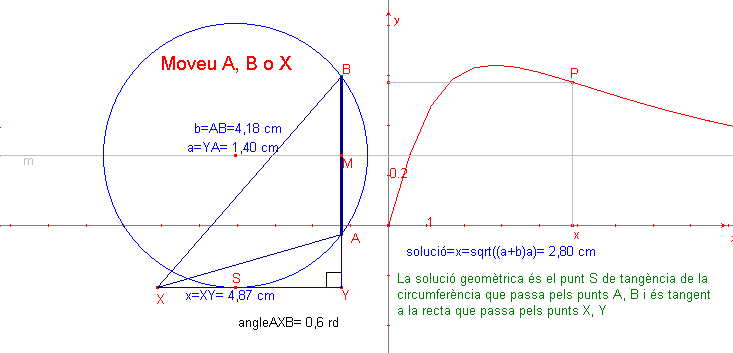 y
Moveu A, B o X
B
P
b=AB=4,18 cm
a=YA= 1,40 cm
m
M
0.2
1
A
x
x
solució=x=sqrt((a+b)a)= 2,80 cm
S
La solució geomètrica és el punt S de tangència de la
circumferència que passa pels punts A, B i és tangent
a la recta que passa pels punts X, Y
X
x=XY= 4,87 cm
Y
angleAXB= 0,6 rd